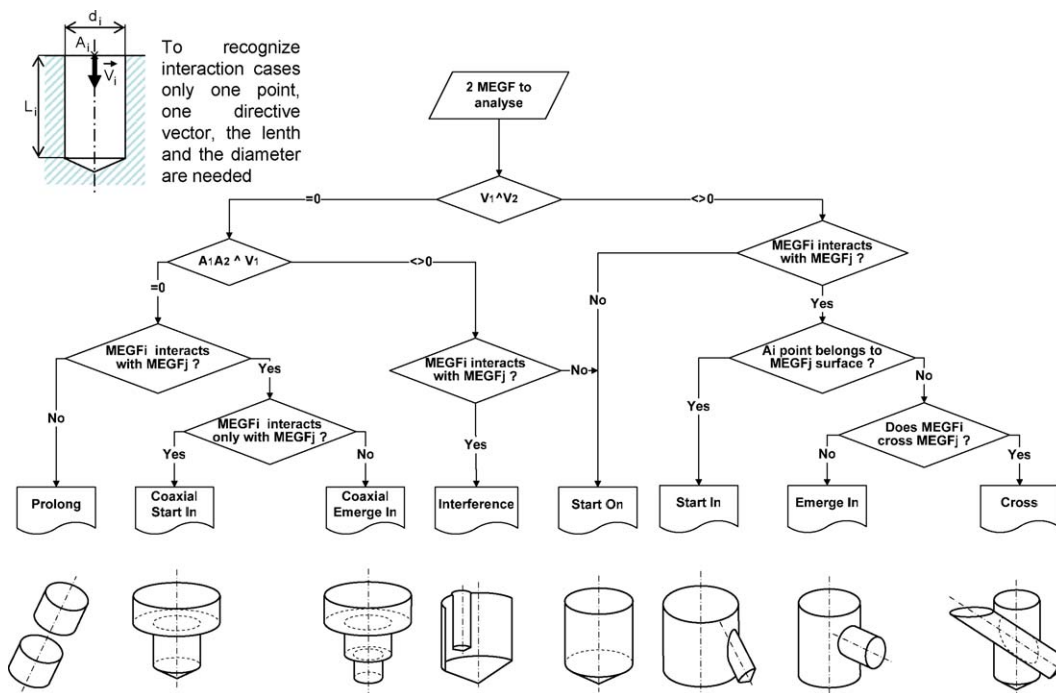 di
Ai
Vi
Li
To recognize
interaction cases
only one point,
one directive
vector, the lenth
and the diameter
are needed
2 MEGF to
analyse
V1^V2
=0
<>0
A1A2 ^ V1
=0
<>0
MEGFi interacts
with MEGFj ?
No
Yes
MEGFi interacts
with MEGFj ?
No
Yes
MEGFi interacts
only with MEGFj ?
Yes
No
MEGFi interacts
with MEGFj ?
No
Yes
Ai point belongs to
MEGFj surface ?
Yes
No
Does MEGFi
cross MEGFj ?
No
Yes
Prolong
Coaxial
Start In
Coaxial
Emerge In
Interference
Start On
Start In
Emerge In
Cross